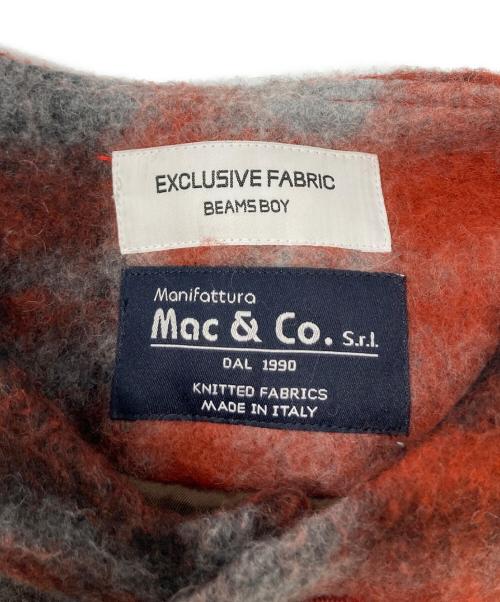 EXCLUSIVE FABRIC
BEAMS BOY
Manifattura
Mac & Co. S.r.l.
DAL 1990
KNITTED FABRICS
MADE IN ITALY